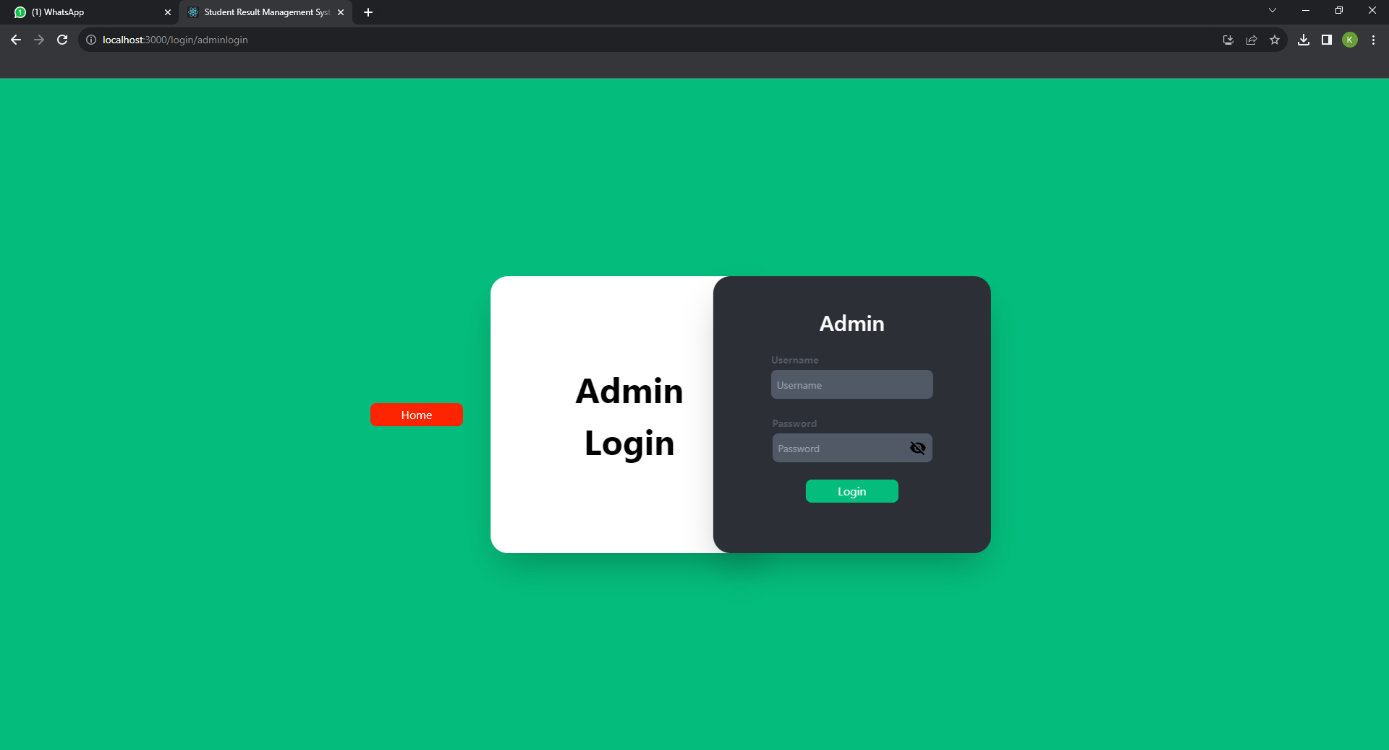 (1) WhatsApp
Student Result Management Syst
localhost:3000/login/adminlogin
K
Home
Admin
Login
Admin
Username
Username
Password
Password
Login